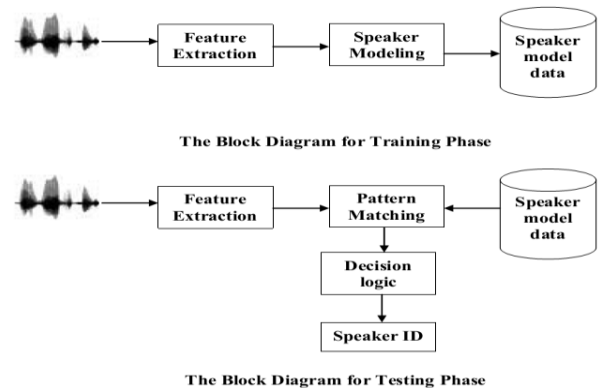 Feature
Extraction
Speaker
Modeling
Speaker
model
data
The Block Diagram for Training Phase
Feature
Extraction
Pattern
Matching
Speaker
model
data
Decision
logic
Speaker ID
The Block Diagram for Testing Phase